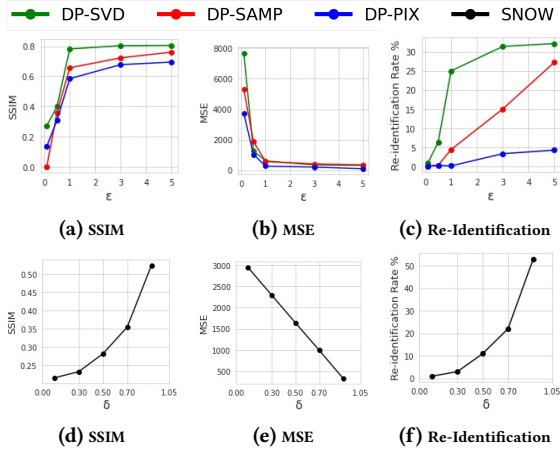 DP-SVD DP-SAMP DP-PIX SNOW
SSIM
0.8
0.6
0.4
0.2
0.0
0 1 2 3 4 5
ε
(a) SSIM
MSE
8000
6000
4000
2000
0
0 1 2 3 4 5
ε
(b) MSE
Re-identification Rate %
30
25
20
15
10
5
0
0 1 2 3 4 5
ε
(c) Re-Identification
SSIM
0.50
0.45
0.40
0.35
0.30
0.25
0.00 0.30 0.50 0.70 1.05
δ
(d) SSIM
MSE
3000
2500
2000
1500
1000
500
0.00 0.30 0.50 0.70 1.05
δ
(e) MSE
Re-identification Rate %
50
40
30
20
10
0
0.00 0.30 0.50 0.70 1.05
δ
(f) Re-Identification